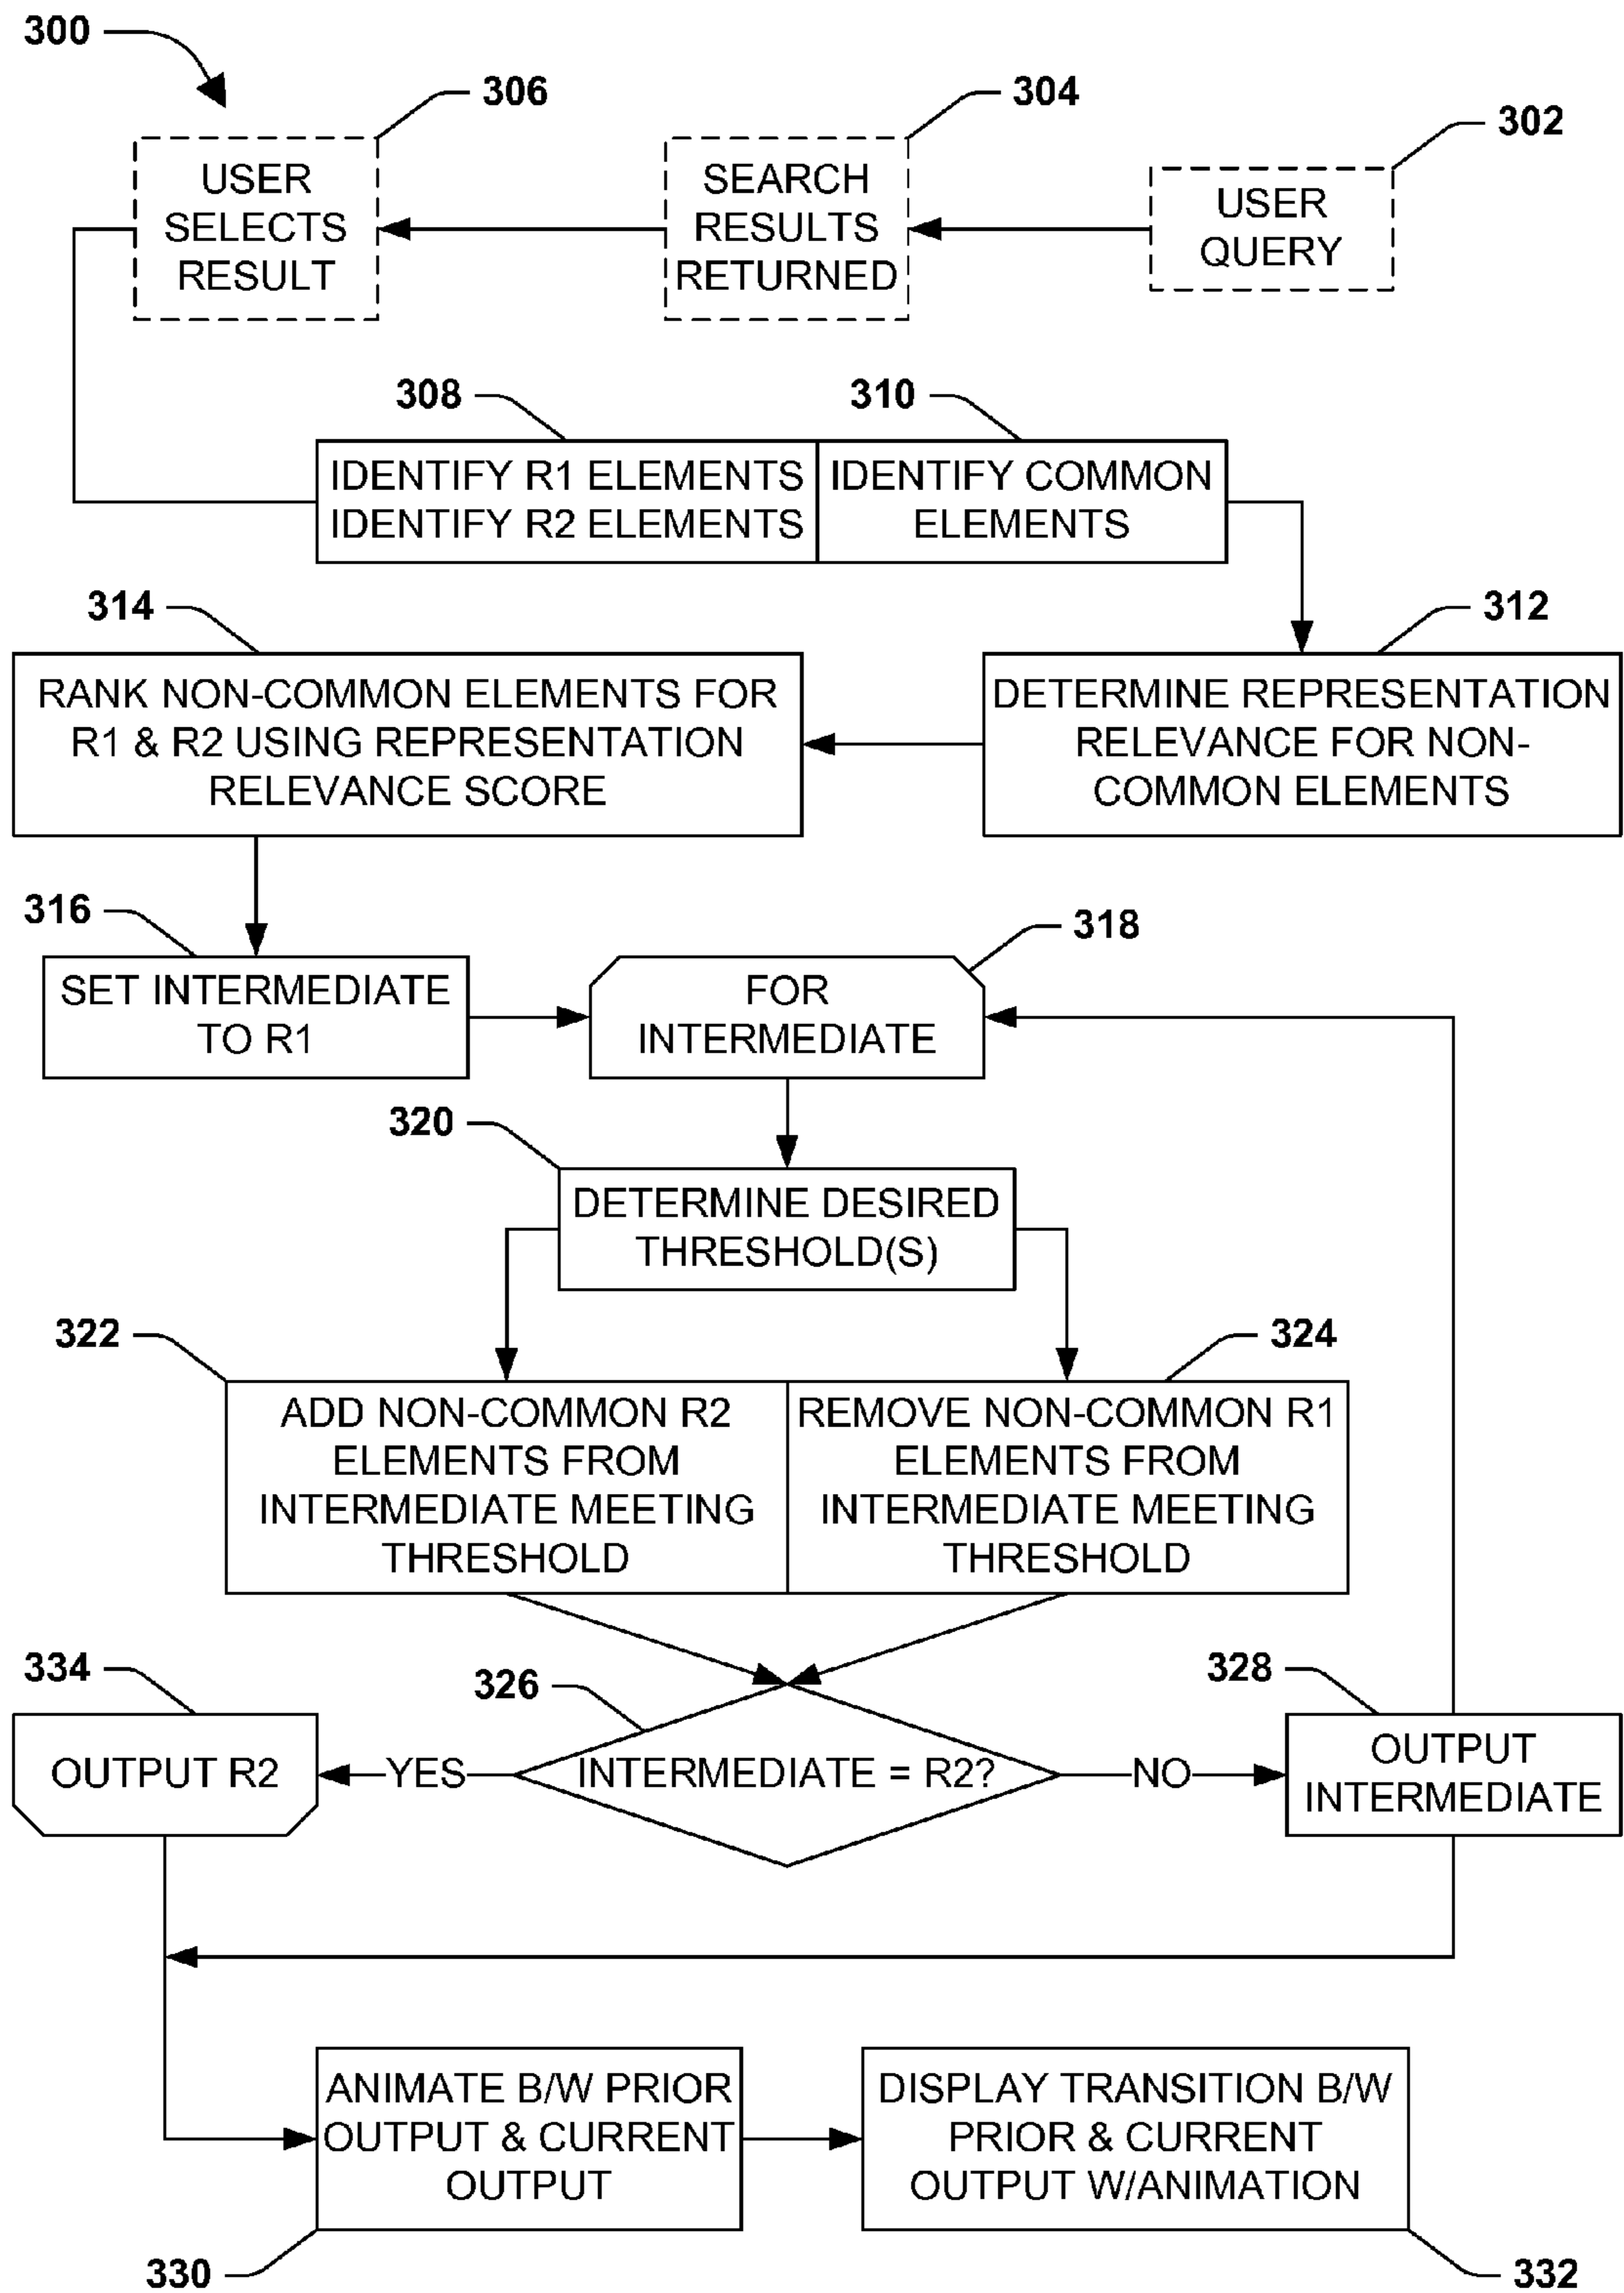 300
306
304
302
USER
SELECTS
RESULT
SEARCH
RESULTS
RETURNED
USER
QUERY
308
310
IDENTIFY R1 ELEMENTS
IDENTIFY R2 ELEMENTS
IDENTIFY COMMON
ELEMENTS
314
312
RANK NON-COMMON ELEMENTS FOR
R1 & R2 USING REPRESENTATION
RELEVANCE SCORE
DETERMINE REPRESENTATION
RELEVANCE FOR NON-
COMMON ELEMENTS
316
318
SET INTERMEDIATE
TO R1
FOR
INTERMEDIATE
320
DETERMINE DESIRED
THRESHOLD(S)
322
324
ADD NON-COMMON R2
ELEMENTS FROM
INTERMEDIATE MEETING
THRESHOLD
REMOVE NON-COMMON R1
ELEMENTS FROM
INTERMEDIATE MEETING
THRESHOLD
334
326
328
OUTPUT R2
YES
INTERMEDIATE = R2?
NO
OUTPUT
INTERMEDIATE
ANIMATE B/W PRIOR
OUTPUT & CURRENT
OUTPUT
DISPLAY TRANSITION B/W
PRIOR & CURRENT
OUTPUT W/ANIMATION
330
332